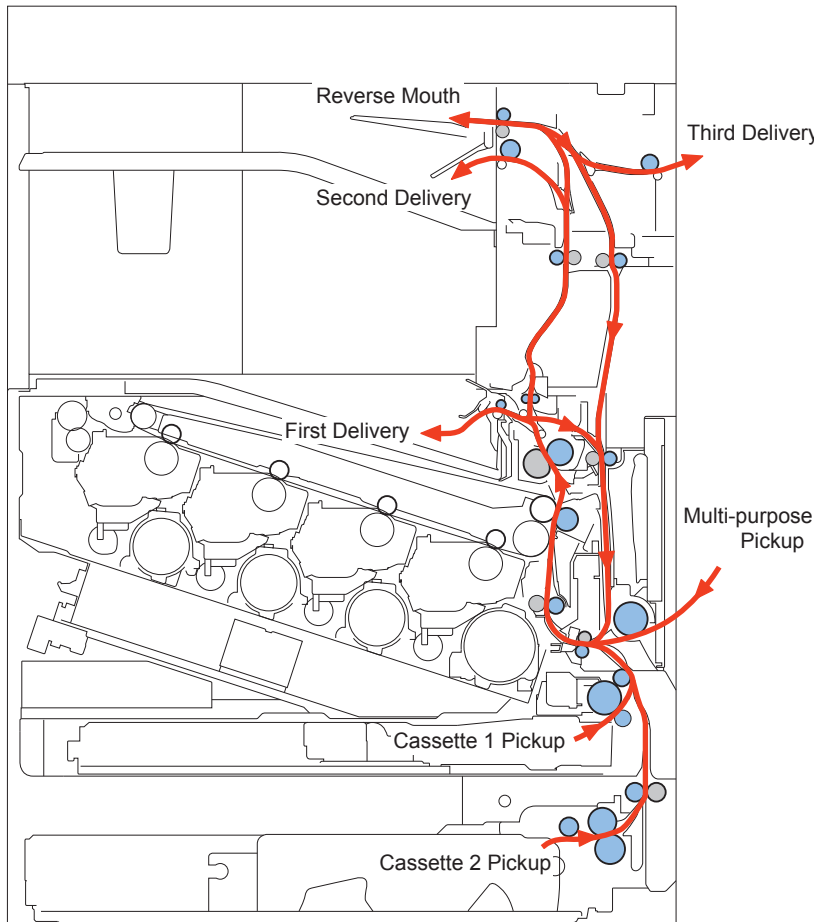 Reverse Mouth
Third Delivery
Second Delivery
First Delivery
Multi-purpose
Pickup
Cassette 1 Pickup
Cassette 2 Pickup